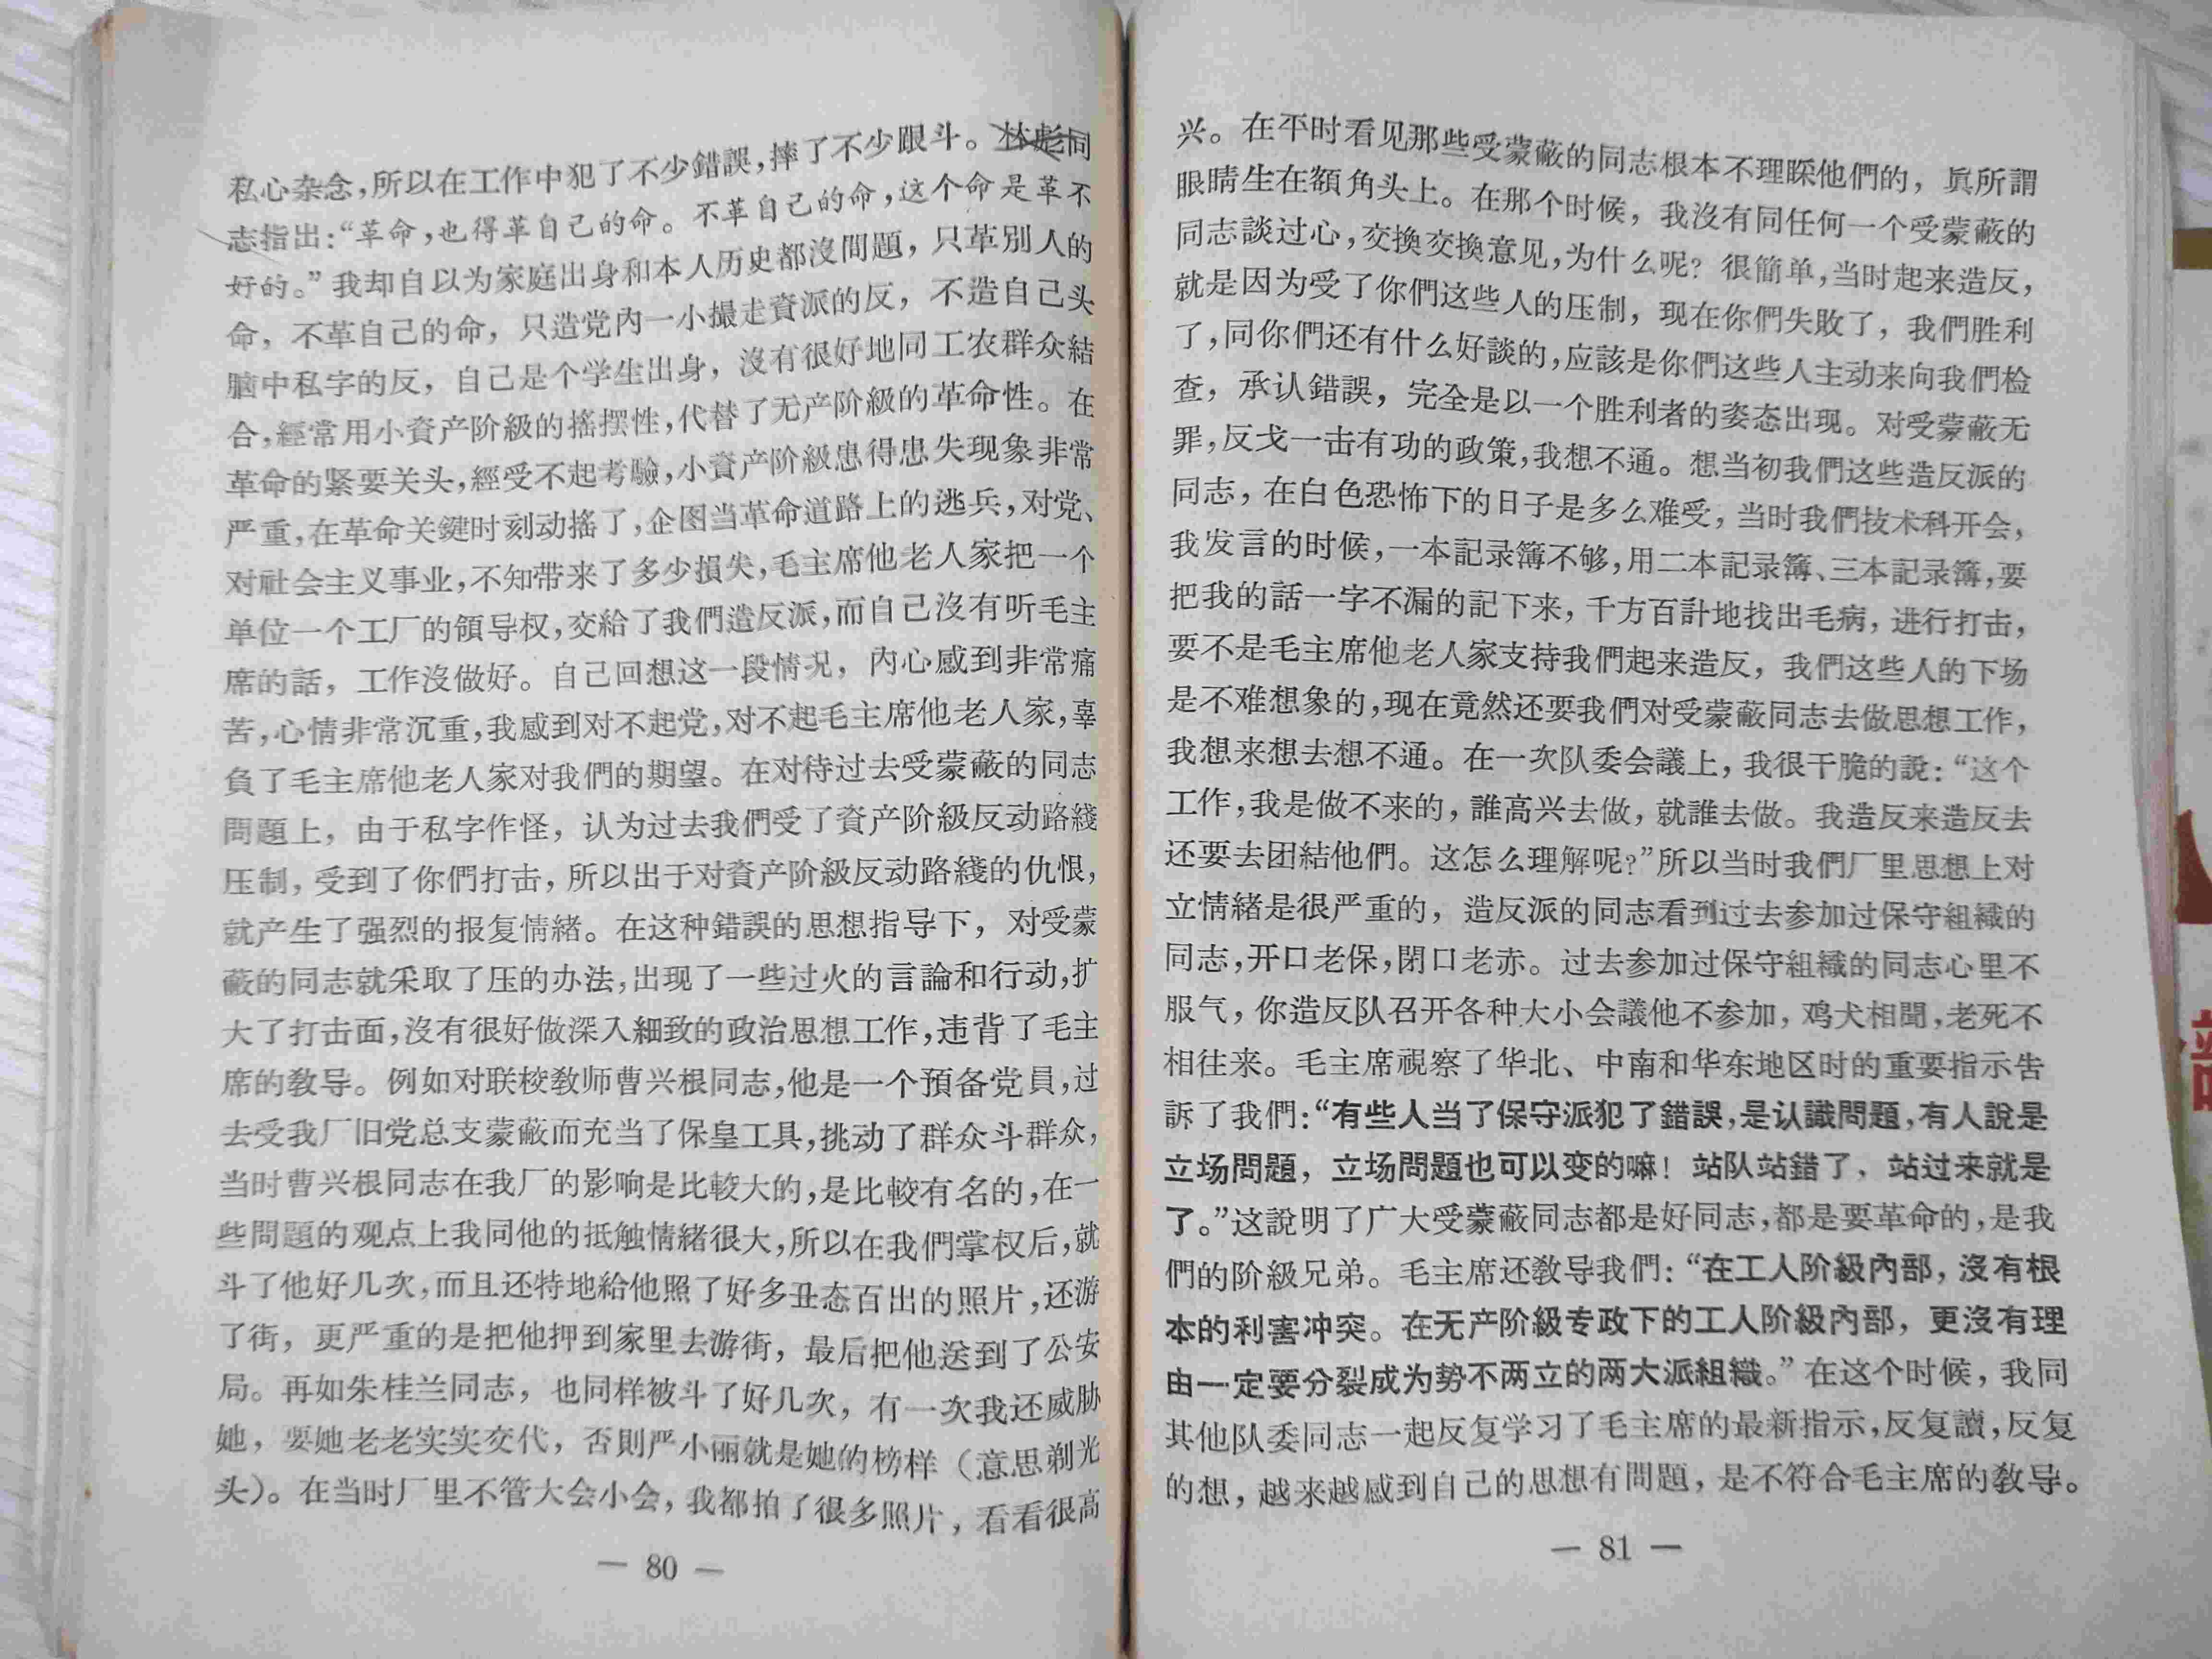 私心杂念，所以在工作中犯了不少錯誤，摔了不少跟斗。林彪同
志指出：“革命，也得革自己的命。不革自己的命，这个命是革不
好的。”我却自以为家庭出身和本人历史都沒問題，只革別人的
命，不革自己的命，只造党內一小撮走資派的反，不造自己头
脑中私字的反，自己是个学生出身，沒有很好地同工农群众結
合，經常用小資产阶級的搖摆性，代替了无产阶級的革命性。在
革命的紧要关头，經受不起考驗，小資产阶級患得患失现象非常
严重，在革命关鍵时刻动搖了，企图当革命道路上的逃兵，对党、
对社会主义事业，不知带来了多少損失，毛主席他老人家把一个
单位一个工厂的領导权，交給了我們造反派，而自己沒有听毛主
席的話，工作沒做好。自己回想这一段情况，內心感到非常痛
苦，心情非常沉重，我感到对不起党，对不起毛主席他老人家，辜
負了毛主席他老人家对我們的期望。在对待过去受蒙蔽的同志
問題上，由于私字作怪，认为过去我們受了資产阶級反动路綫
压制，受到了你們打击，所以出于对資产阶級反动路綫的仇恨，
就产生了强烈的报复情緒。在这种錯誤的思想指导下，对受蒙
蔽的同志就采取了压的办法，出现了一些过火的言論和行动，扩
大了打击面，沒有很好做深入細致的政治思想工作，违背了毛主
席的敎导。例如对联校敎师曹兴根同志，他是一个預备党員，过
去受我厂旧党总支蒙蔽而充当了保皇工具，挑动了群众斗群众，
当时曹兴根同志在我厂的影响是比較大的，是比較有名的，在一
些問題的观点上我同他的抵触情緒很大，所以在我們掌权后，就
斗了他好几次，而且还特地給他照了好多丑态百出的照片，还游
了街，更严重的是把他押到家里去游街，最后把他送到了公安
局。再如朱桂兰同志，也同样被斗了好几次，有一次我还威胁
她，要她老老实实交代，否則严小丽就是她的榜样（意思剃光
头）。在当时厂里不管大会小会，我都拍了很多照片，看看很高
— 80 —
兴。在平时看见那些受蒙蔽的同志根本不理睬他們的，眞所謂
眼睛生在額角头上。在那个时候，我沒有同任何一个受蒙蔽的
同志談过心，交換交換意见，为什么呢？很簡单，当时起来造反，
就是因为受了你們这些人的压制，现在你們失敗了，我們胜利
了，同你們还有什么好談的，应該是你們这些人主动来向我們检
查，承认錯誤，完全是以一个胜利者的姿态出现。对受蒙蔽无
罪，反戈一击有功的政策，我想不通。想当初我們这些造反派的
同志，在白色恐怖下的日子是多么难受，当时我們技术科开会，
我发言的时候，一本記录簿不够，用二本記录簿、三本記录簿，要
把我的話一字不漏的記下来，千方百計地找出毛病，进行打击，
要不是毛主席他老人家支持我們起来造反，我們这些人的下场
是不难想象的，现在竟然还要我們对受蒙蔽同志去做思想工作，
我想来想去想不通。在一次队委会議上，我很干脆的說：“这个
工作，我是做不来的，誰高兴去做，就誰去做。我造反来造反去
还要去团結他們。这怎么理解呢？”所以当时我們厂里思想上对
立情緒是很严重的，造反派的同志看到过去参加过保守組織的
同志，开口老保，閉口老赤。过去参加过保守組織的同志心里不
服气，你造反队召开各种大小会議他不参加，鸡犬相聞，老死不
相往来。毛主席視察了华北、中南和华东地区时的重要指示告
訴了我們：“有些人当了保守派犯了錯誤，是认識問題，有人說是
立场問題，立场問題也可以变的嘛！站队站錯了，站过来就是
了。”这說明了广大受蒙蔽同志都是好同志，都是要革命的，是我
們的阶級兄弟。毛主席还敎导我們：“在工人阶級內部，沒有根
本的利害冲突。在无产阶級专政下的工人阶級內部，更沒有理
由一定要分裂成为势不两立的两大派組織。”在这个时候，我同
其他队委同志一起反复学习了毛主席的最新指示，反复讀，反复
的想，越来越感到自己的思想有問題，是不符合毛主席的敎导。
— 81 —